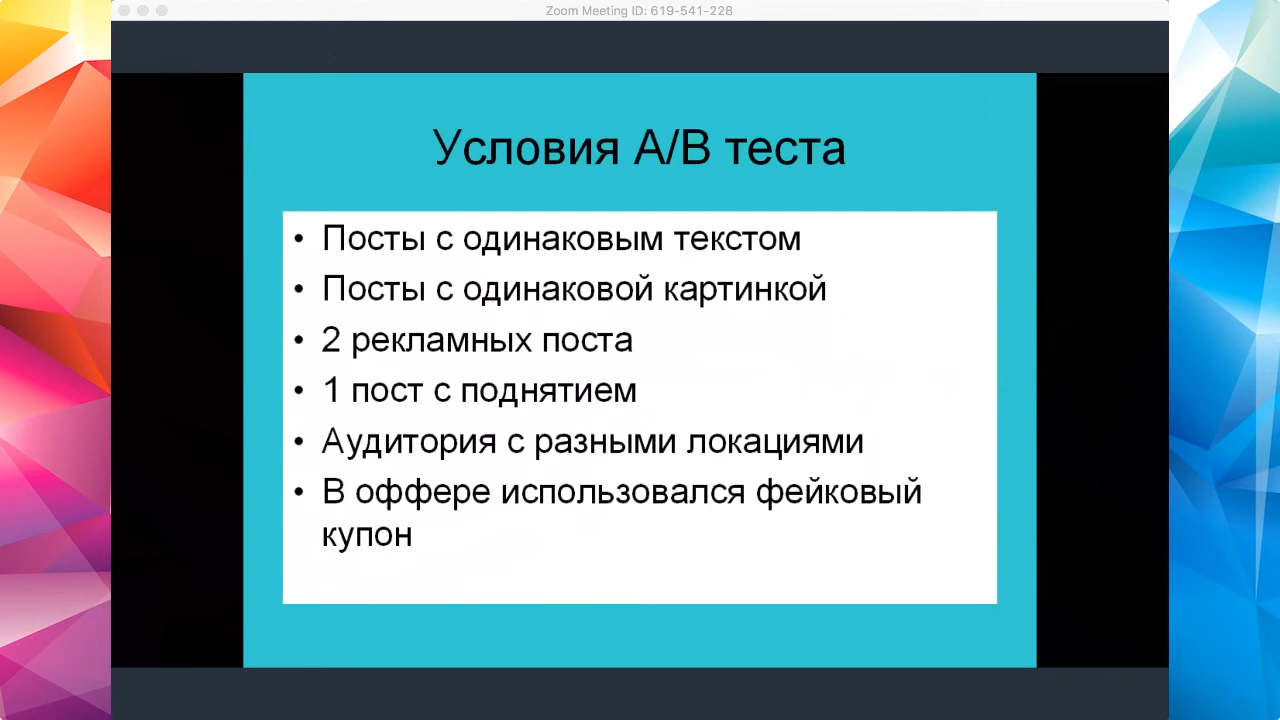 Zoom Meeting ID: 619-541-228
Условия А/В теста
• Посты с одинаковым текстом
• Посты с одинаковой картинкой
• 2 рекламных поста
• 1 пост с поднятием
• Аудитория с разными локациями
• В оффере использовался фейковый
купон